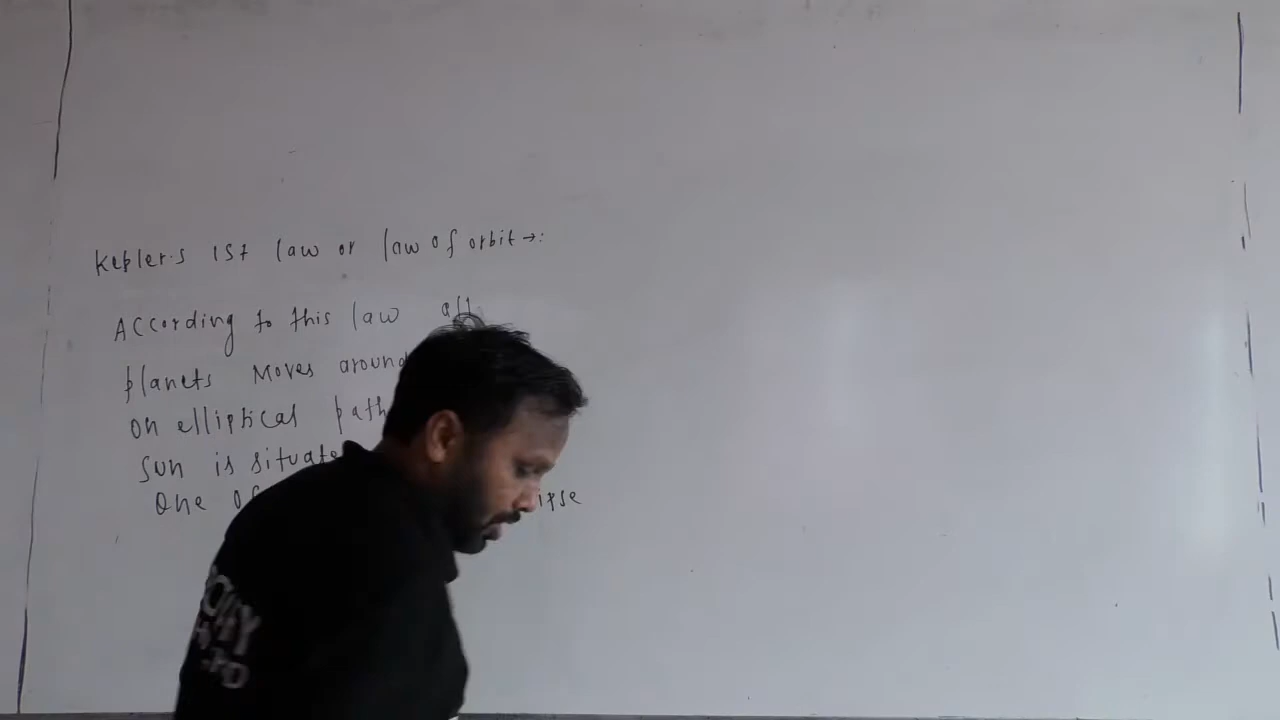 Kepler's 1st law or law of orbit →:
According to this law all
planets moves around
on elliptical path
sun is situate
One of ipse